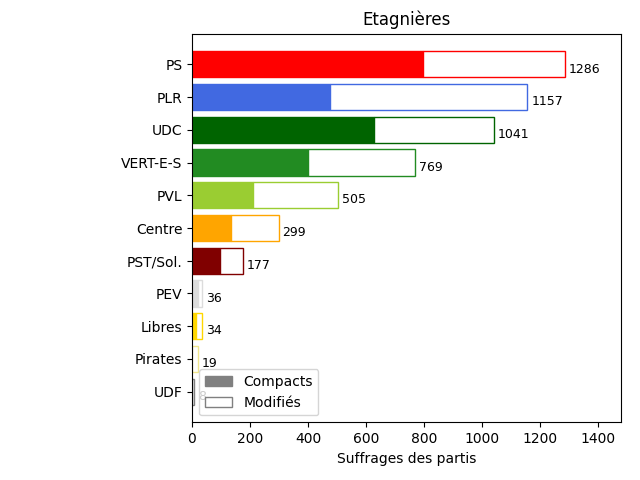 Etagnières
PS 1286
PLR 1157
UDC 1041
VERT-E-S 769
PVL 505
Centre 299
PST/Sol. 177
PEV 36
Libres 34
Pirates 19
UDF 8
Compacts
Modifiés
0 200 400 600 800 1000 1200 1400
Suffrages des partis